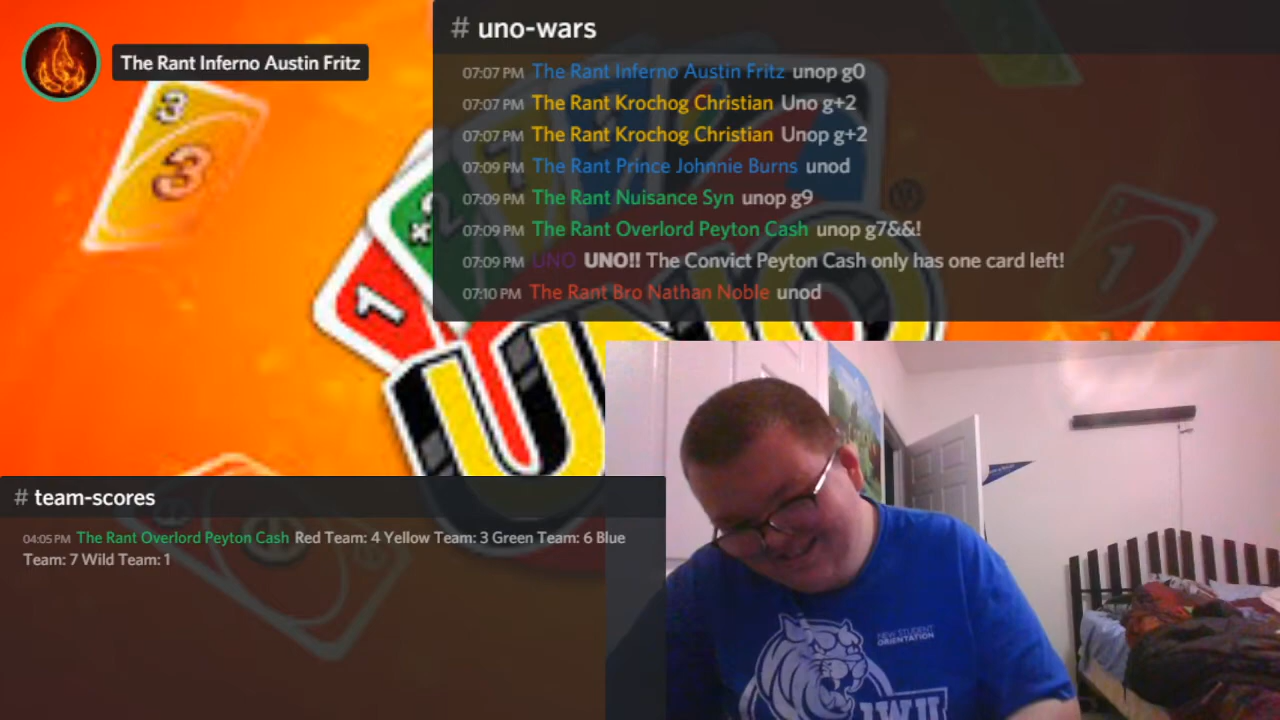 The Rant Inferno Austin Fritz
# uno-wars
07:07 PM The Rant Inferno Austin Fritz unop g0
07:07 PM The Rant Krochog Christian Uno g+2
07:07 PM The Rant Krochog Christian Unop g+2
07:09 PM The Rant Prince Johnnie Burns unod
07:09 PM The Rant Nuisance Syn unop g9
07:09 PM The Rant Overlord Peyton Cash unop g7&&!
07:09 PM UNO UNO!! The Convict Peyton Cash only has one card left!
07:10 PM The Rant Bro Nathan Noble unod
3
3
1
1
UNO
®
# team-scores
04:05 PM The Rant Overlord Peyton Cash Red Team: 4 Yellow Team: 3 Green Team: 6 Blue
Team: 7 Wild Team: 1
NEW STUDENT
ORIENTATION
IWU